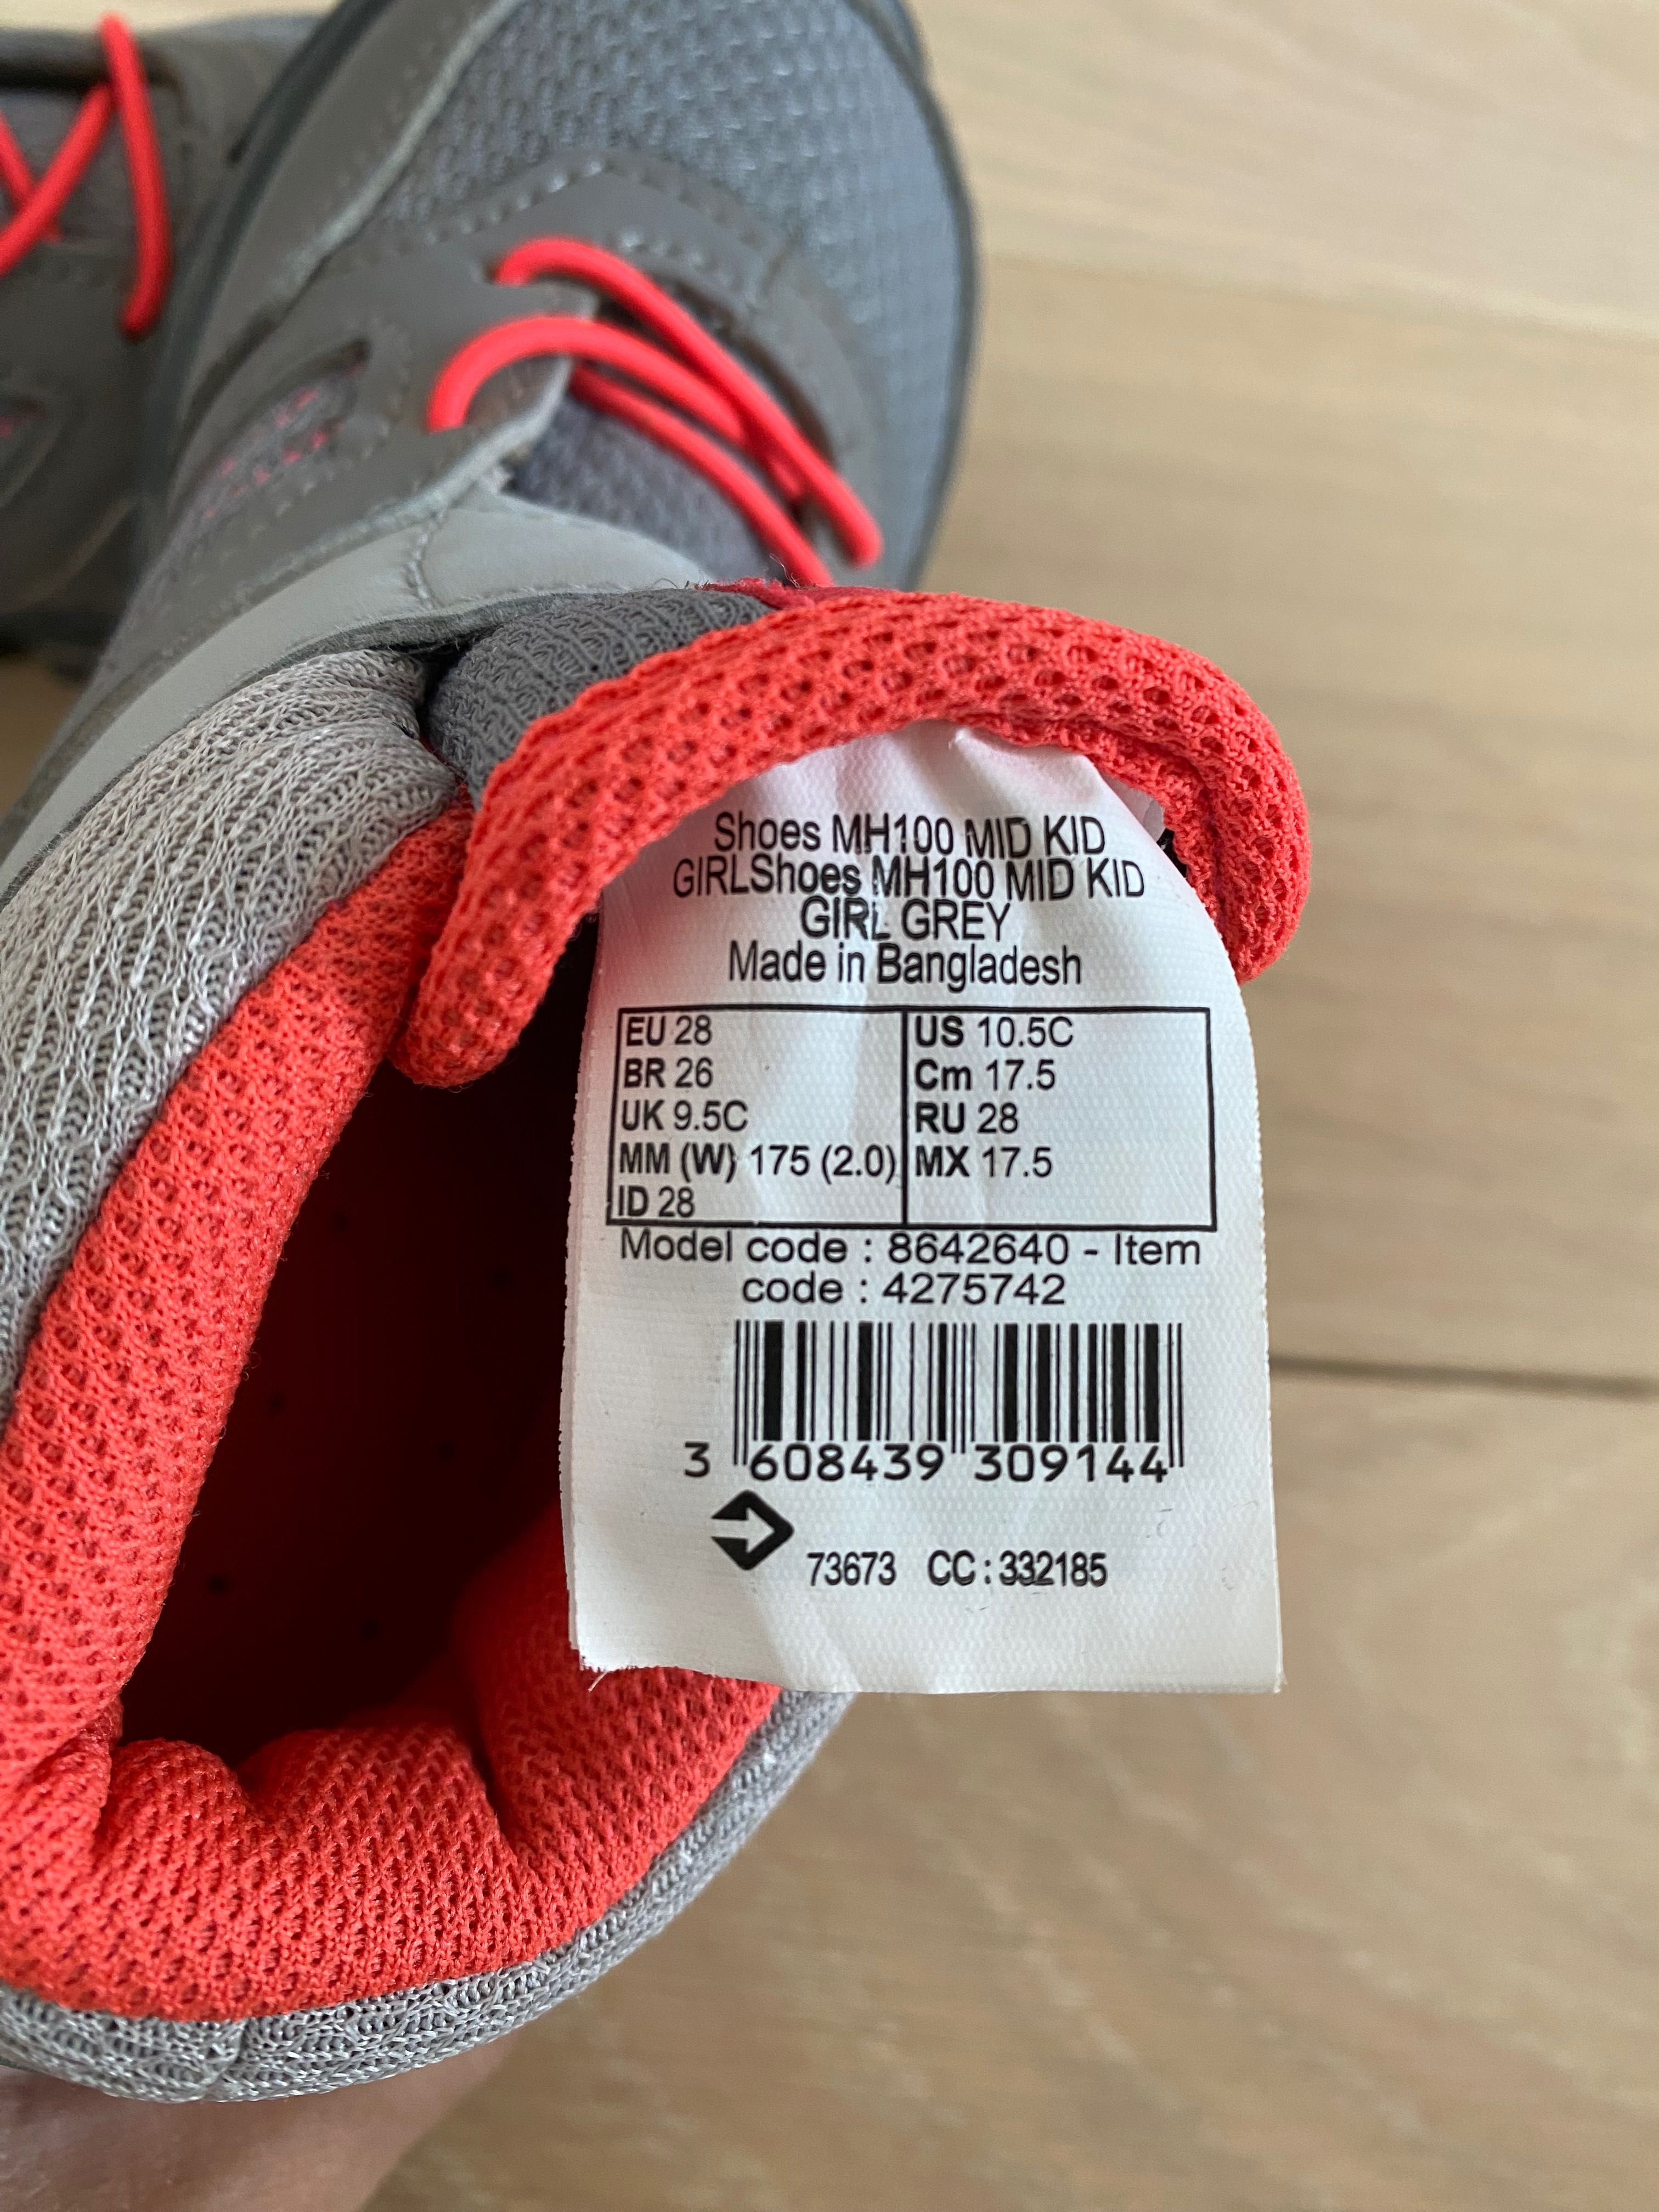 Shoes MH100 MID KID
GIRLShoes MH100 MID KID
GIRL GREY
Made in Bangladesh
EU 28 US 10.5C
BR 26 Cm 17.5
UK 9.5C RU 28
MM (W) 175 (2.0) MX 17.5
ID 28
Model code : 8642640 - Item
code : 4275742
3 608439 309144
73673 CC : 332185